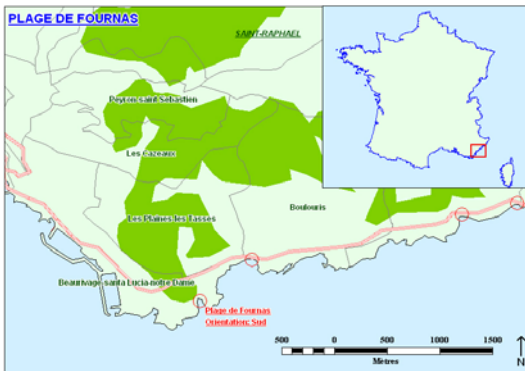 PLAGE DE FOURNAS
SAINT-RAPHAEL
Peyron saint Sebastien
Les Cazeaux
Les Plaines les Tasses
Boulouris
Beaurivage santa Lucia-notre Dame
Plage de Fournas
Orientation: Sud
500 0 500 1000 1500
Mètres
N